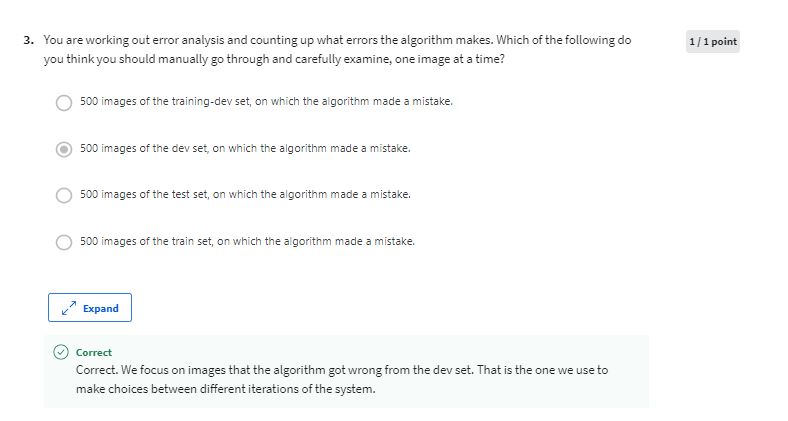 3. You are working out error analysis and counting up what errors the algorithm makes. Which of the following do
1 / 1 point
you think you should manually go through and carefully examine, one image at a time?
500 images of the training-dev set, on which the algorithm made a mistake.
500 images of the dev set, on which the algorithm made a mistake.
500 images of the test set, on which the algorithm made a mistake.
500 images of the train set, on which the algorithm made a mistake.
Expand
Correct
Correct. We focus on images that the algorithm got wrong from the dev set. That is the one we use to
make choices between different iterations of the system.